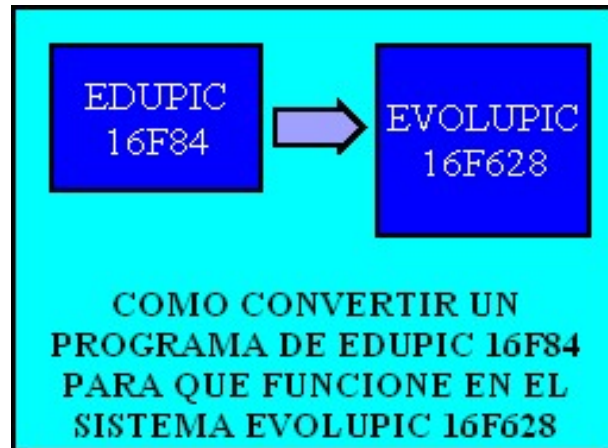 EDUPIC
16F84
EVOLUPIC
16F628
COMO CONVERTIR UN
PROGRAMA DE EDUPIC 16F84
PARA QUE FUNCIONE EN EL
SISTEMA EVOLUPIC 16F628